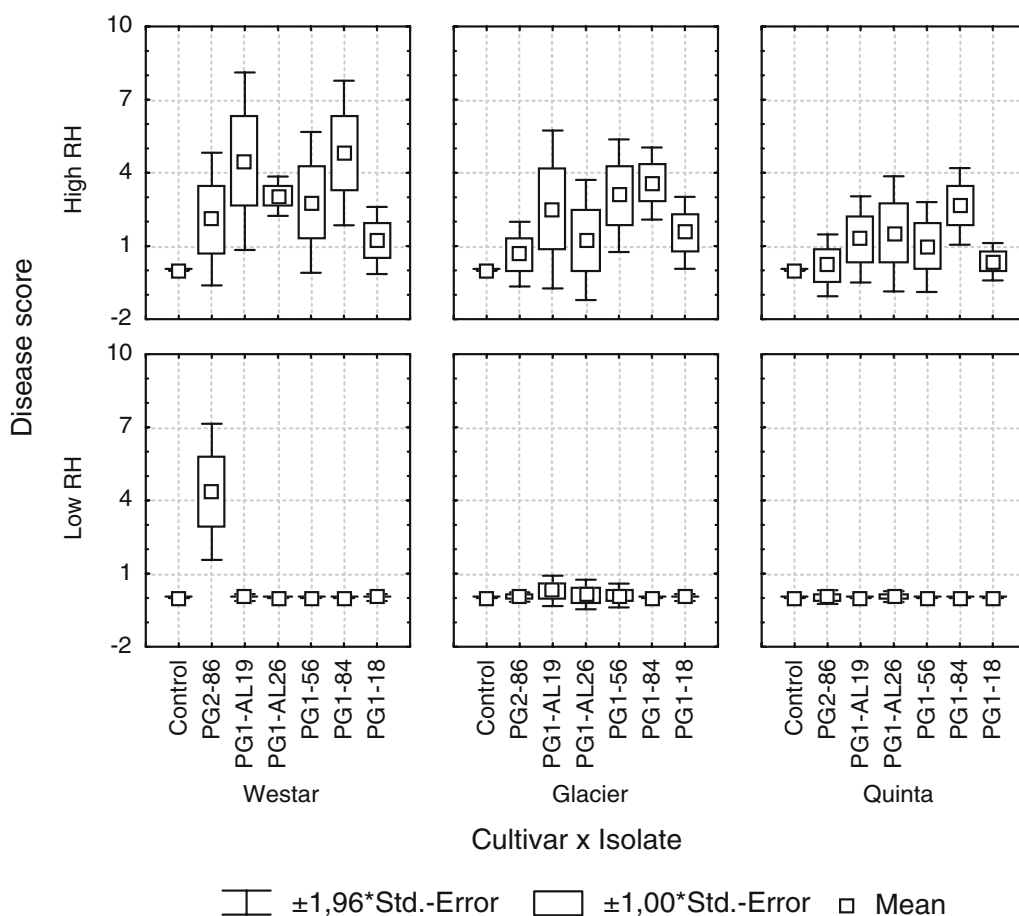 10
7
4
1
-2
High RH
10
7
4
1
-2
Low RH
Disease score
Control
PG2-86
PG1-AL19
PG1-AL26
PG1-56
PG1-84
PG1-18
Control
PG2-86
PG1-AL19
PG1-AL26
PG1-56
PG1-84
PG1-18
Control
PG2-86
PG1-AL19
PG1-AL26
PG1-56
PG1-84
PG1-18
Westar Glacier Quinta
Cultivar x Isolate
±1,96*Std.-Error ±1,00*Std.-Error Mean